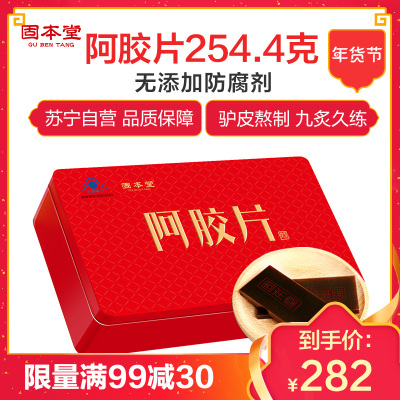 固本堂
GU BEN TANG
阿胶片254.4克
年货节
无添加防腐剂
苏宁自营 品质保障
驴皮熬制 九炙久练
固本堂
阿胶片
固本堂
到手价:
¥282
限量满99减30